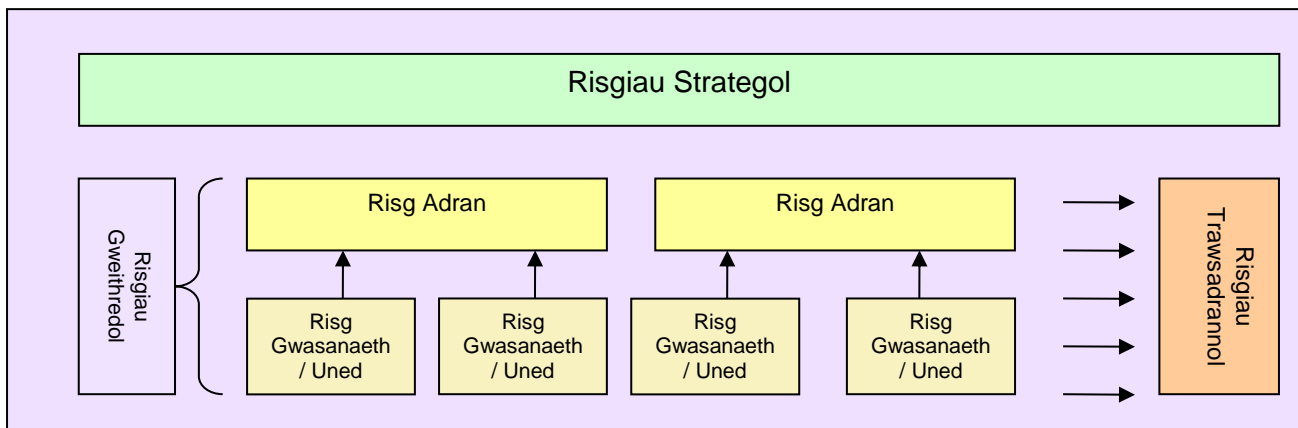 Risgiau Strategol
Risgiau
Gweithredol
Risg Adran
Risg Adran
Risg
Gwasanaeth
/ Uned
Risg
Gwasanaeth
/ Uned
Risg
Gwasanaeth
/ Uned
Risg
Gwasanaeth
/ Uned
Risgiau
Trawsadrannol